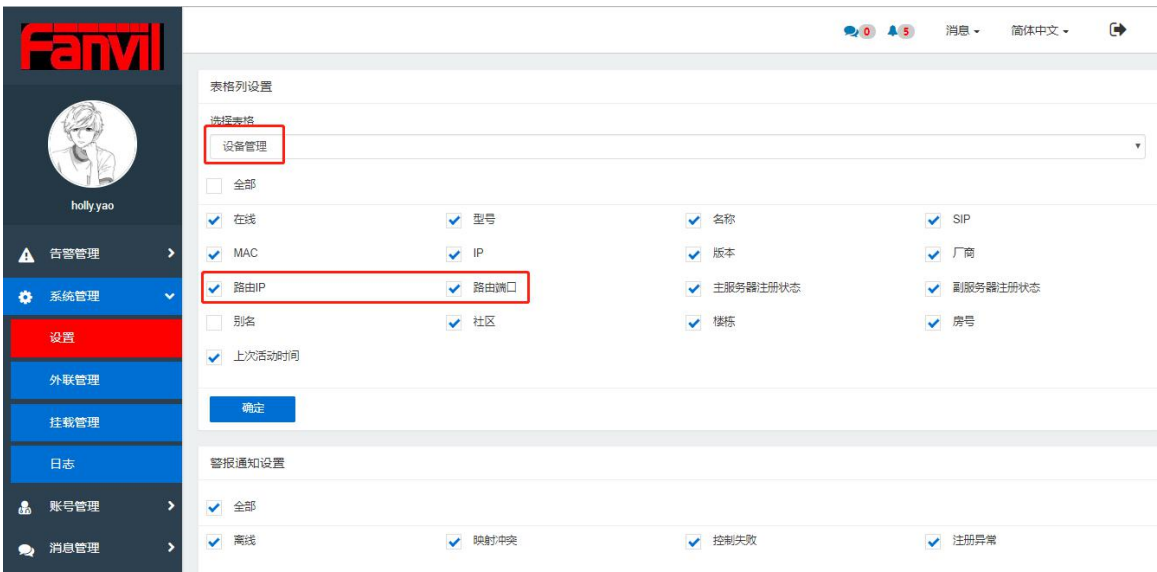 Fanvil
0 5 消息 简体中文
表格列设置
选择表格
设备管理
全部
holly.yao
在线 型号 名称 SIP
告警管理
MAC IP 版本 厂商
系统管理
路由IP 路由端口 主服务器注册状态 副服务器注册状态
别名 社区 楼栋 房号
设置
上次活动时间
外联管理
确定
挂载管理
日志
警报通知设置
账号管理
全部
消息管理
离线 映射冲突 控制失败 注册异常